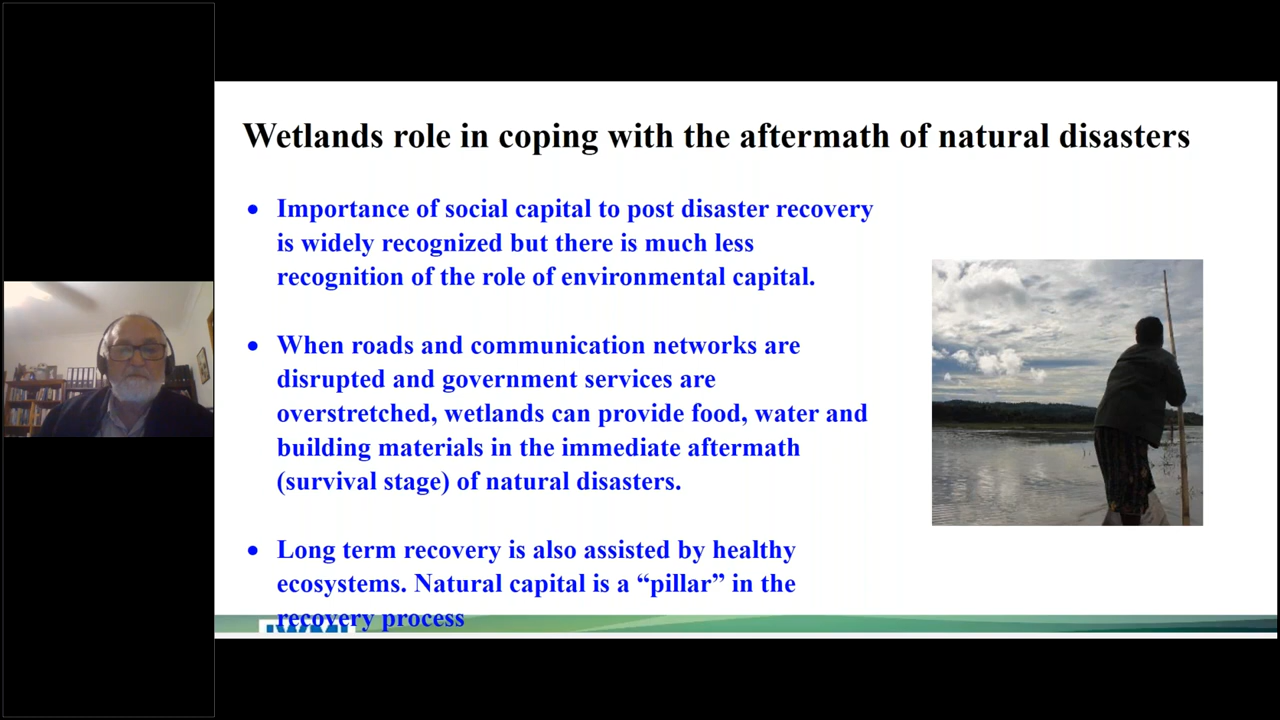 Wetlands role in coping with the aftermath of natural disasters
• Importance of social capital to post disaster recovery
is widely recognized but there is much less
recognition of the role of environmental capital.
• When roads and communication networks are
disrupted and government services are
overstretched, wetlands can provide food, water and
building materials in the immediate aftermath
(survival stage) of natural disasters.
• Long term recovery is also assisted by healthy
ecosystems. Natural capital is a “pillar” in the
recovery process